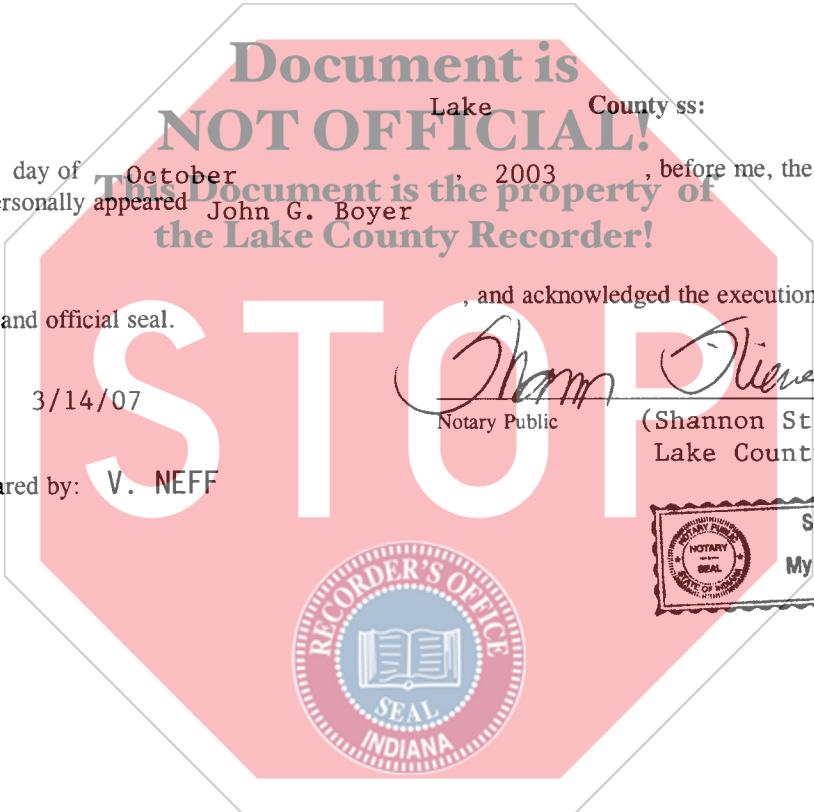 Document is
Lake County ss:
NOT OFFICIAL!
day of October , 2003 , before me, the
This Document is the property of
ersonally appeared John G. Boyer
the Lake County Recorder!
, and acknowledged the execution
and official seal.
STOP
3/14/07
Notary Public (Shannon St
Lake Count
ared by: V. NEFF
S
NOTARY PUBLIC
NOTARY
SEAL
STATE OF INDIANA
My
RECORDER'S OFFICE
SEAL
INDIANA